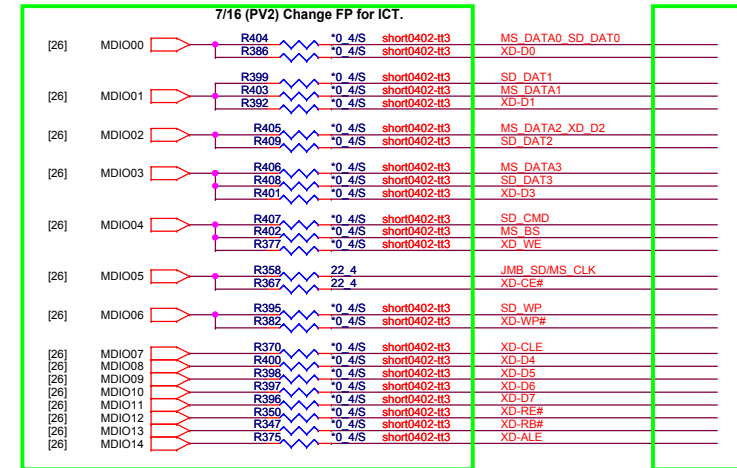 7/16 (PV2) Change FP for ICT.
[26] MDIO00 R404 *0_4/S short0402-tt3 MS_DATA0_SD_DAT0
R386 *0_4/S short0402-tt3 XD-D0
R399 *0_4/S short0402-tt3 SD_DAT1
[26] MDIO01 R403 *0_4/S short0402-tt3 MS_DATA1
R392 *0_4/S short0402-tt3 XD-D1
[26] MDIO02 R405 *0_4/S short0402-tt3 MS_DATA2_XD_D2
R409 *0_4/S short0402-tt3 SD_DAT2
[26] MDIO03 R406 *0_4/S short0402-tt3 MS_DATA3
R408 *0_4/S short0402-tt3 SD_DAT3
R401 *0_4/S short0402-tt3 XD-D3
[26] MDIO04 R407 *0_4/S short0402-tt3 SD_CMD
R402 *0_4/S short0402-tt3 MS_BS
R377 *0_4/S short0402-tt3 XD_WE
[26] MDIO05 R358 22_4 JMB_SD/MS_CLK
R367 22_4 XD-CE#
[26] MDIO06 R395 *0_4/S short0402-tt3 SD_WP
R382 *0_4/S short0402-tt3 XD-WP#
[26] MDIO07 R370 *0_4/S short0402-tt3 XD-CLE
[26] MDIO08 R400 *0_4/S short0402-tt3 XD-D4
[26] MDIO09 R398 *0_4/S short0402-tt3 XD-D5
[26] MDIO10 R397 *0_4/S short0402-tt3 XD-D6
[26] MDIO11 R396 *0_4/S short0402-tt3 XD-D7
[26] MDIO12 R350 *0_4/S short0402-tt3 XD-RE#
[26] MDIO13 R347 *0_4/S short0402-tt3 XD-RB#
[26] MDIO14 R375 *0_4/S short0402-tt3 XD-ALE